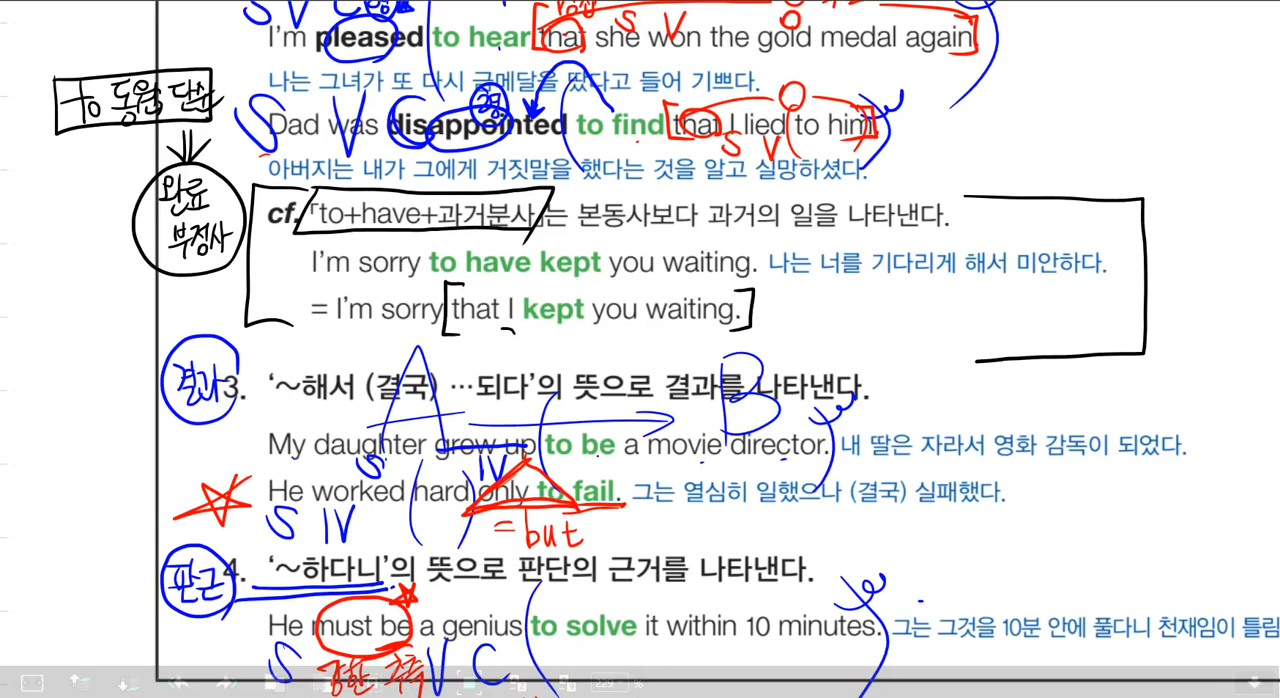 S V C 형
S V O
I'm pleased to hear that she won the gold medal again.
나는 그녀가 또 다시 금메달을 땄다고 들어 기쁘다.
to 동원 단순
S V C 형 S V O
Dad was disappointed to find that I lied to him.
아버지는 내가 그에게 거짓말을 했다는 것을 알고 실망하셨다.
완료
부정사
cf. 「to+have+과거분사」는 본동사보다 과거의 일을 나타낸다.
I'm sorry to have kept you waiting. 나는 너를 기다리게 해서 미안하다.
= I'm sorry that I kept you waiting.
결과 A B
3. '~해서 (결국) …되다'의 뜻으로 결과를 나타낸다.
My daughter grew up to be a movie director. 내 딸은 자라서 영화 감독이 되었다.
S IV
He worked hard only to fail. 그는 열심히 일했으나 (결국) 실패했다.
S IV = but
판근
4. '~하다니'의 뜻으로 판단의 근거를 나타낸다.
He must be a genius to solve it within 10 minutes. 그는 그것을 10분 안에 풀다니 천재임이 틀림
S 강한 추측 V C
229 %